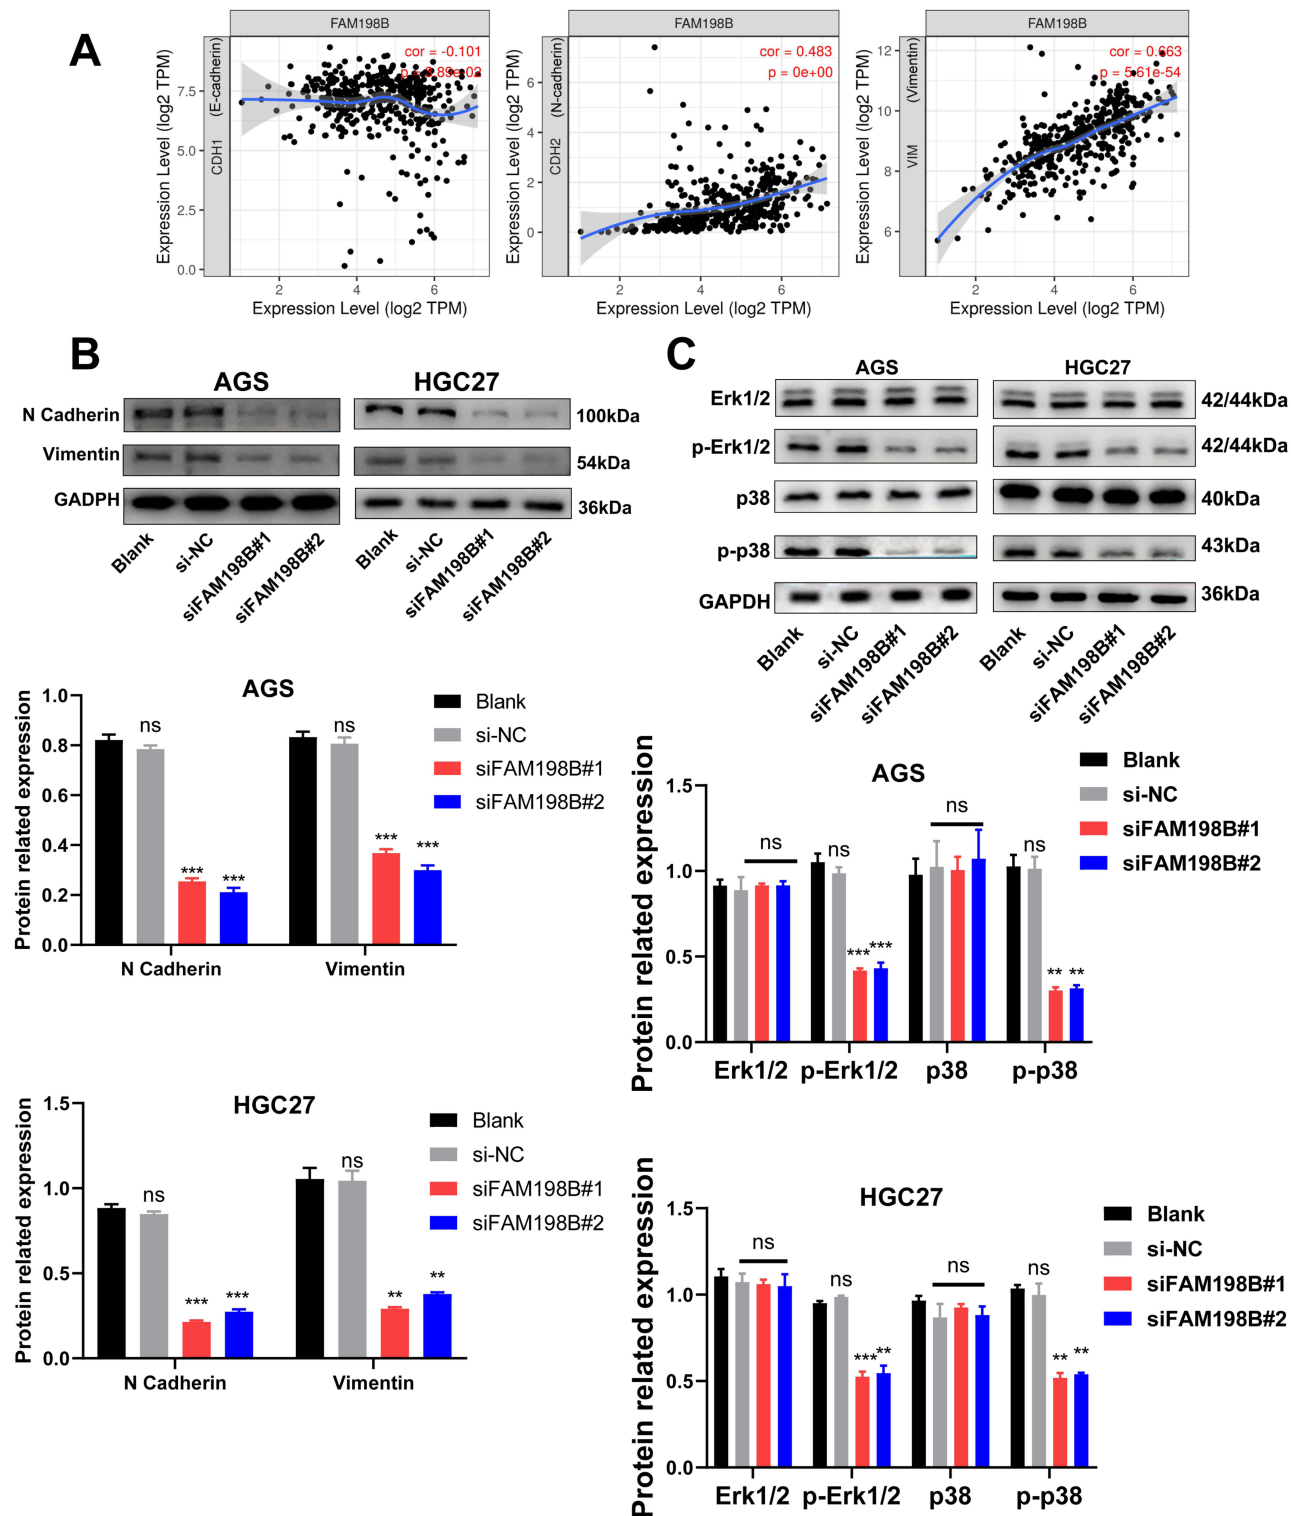 A
FAM198B
cor = -0.101
CDH1 (E-cadherin)
Expression Level (log2 TPM)
7.5
5.0
2.5
0.0
2 4 6
Expression Level (log2 TPM)
FAM198B
cor = 0.483
p = 0e+00
CDH2 (N-cadherin)
Expression Level (log2 TPM)
6
4
2
0
2 4 6
Expression Level (log2 TPM)
FAM198B
cor = 0.663
p = 5.61e-54
VIM (Vimentin)
Expression Level (log2 TPM)
12
10
8
6
2 4 6
Expression Level (log2 TPM)
B
AGS HGC27
N Cadherin 100kDa
Vimentin 54kDa
GADPH 36kDa
Blank si-NC siFAM198B#1 siFAM198B#2 Blank si-NC siFAM198B#1 siFAM198B#2
C
AGS HGC27
Erk1/2 42/44kDa
p-Erk1/2 42/44kDa
p38 40kDa
p-p38 43kDa
GAPDH 36kDa
Blank si-NC siFAM198B#1 siFAM198B#2 Blank si-NC siFAM198B#1 siFAM198B#2
AGS
Protein related expression
1.0
0.8
0.6
0.4
0.2
0.0
ns *** *** ns *** ***
N Cadherin Vimentin
Blank
si-NC
siFAM198B#1
siFAM198B#2
HGC27
Protein related expression
1.5
1.0
0.5
0.0
ns *** *** ns ** **
N Cadherin Vimentin
Blank
si-NC
siFAM198B#1
siFAM198B#2
AGS
Protein related expression
1.5
1.0
0.5
0.0
ns ns *** *** ns ns ** **
Erk1/2 p-Erk1/2 p38 p-p38
Blank
si-NC
siFAM198B#1
siFAM198B#2
HGC27
Protein related expression
1.5
1.0
0.5
0.0
ns ns *** ** ns ns ** **
Erk1/2 p-Erk1/2 p38 p-p38
Blank
si-NC
siFAM198B#1
siFAM198B#2